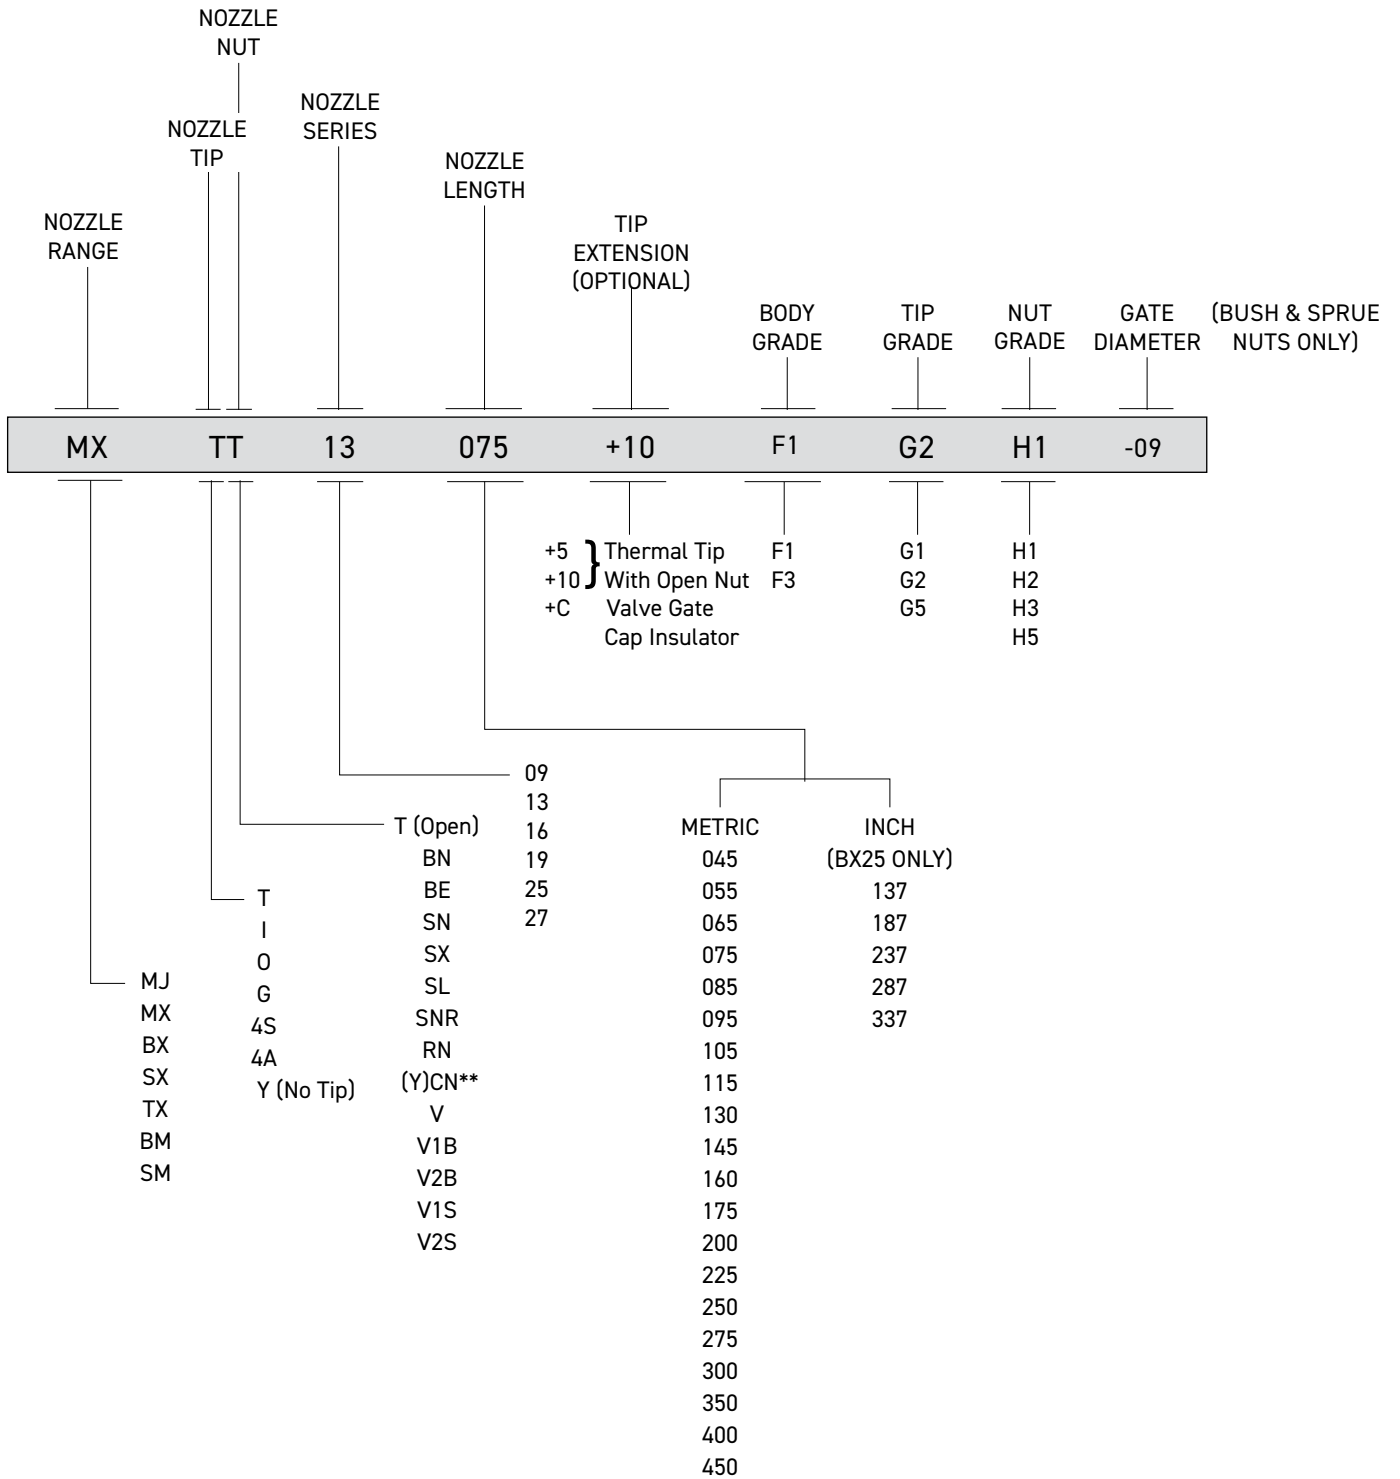 NOZZLE
NUT
NOZZLE
SERIES
NOZZLE
TIP
NOZZLE
LENGTH
NOZZLE
RANGE
TIP
EXTENSION
(OPTIONAL)
BODY
GRADE
TIP
GRADE
NUT
GRADE
GATE
DIAMETER
(BUSH & SPRUE
NUTS ONLY)
MX TT 13 075 +10 F1 G2 H1 -09
+5 } Thermal Tip
+10 With Open Nut
+C Valve Gate
Cap Insulator
F1
F3
G1
G2
G5
H1
H2
H3
H5
09
13
16
19
25
27
T (Open)
BN
BE
SN
SX
SL
SNR
RN
(Y)CN**
V
V1B
V2B
V1S
V2S
T
I
O
G
4S
4A
Y (No Tip)
MJ
MX
BX
SX
TX
BM
SM
METRIC
045
055
065
075
085
095
105
115
130
145
160
175
200
225
250
275
300
350
400
450
INCH
(BX25 ONLY)
137
187
237
287
337